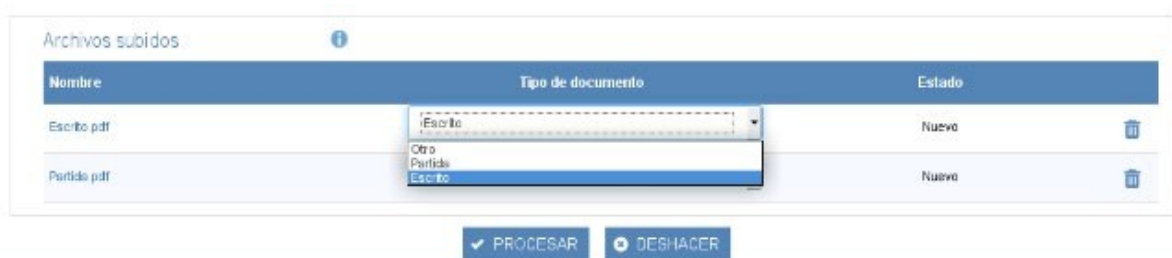 Archivos subidos
Nombre Tipo de documento Estado
Escrito.pdf Escrito Nuevo
Otro
Partida
Escrito
Partida.pdf Nuevo
PROCESAR DESHACER